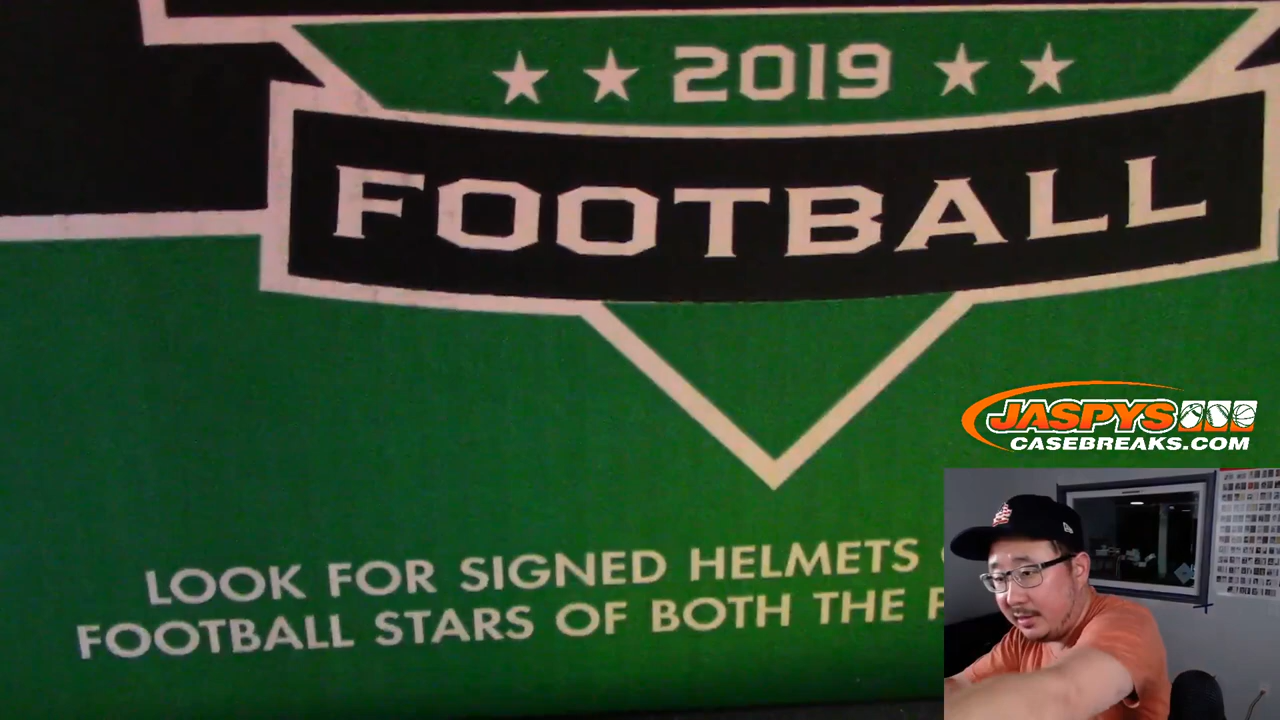 ★ ★ 2019 ★ ★
FOOTBALL
LOOK FOR SIGNED HELMETS
FOOTBALL STARS OF BOTH THE
JASPYS
CASEBREAKS.COM